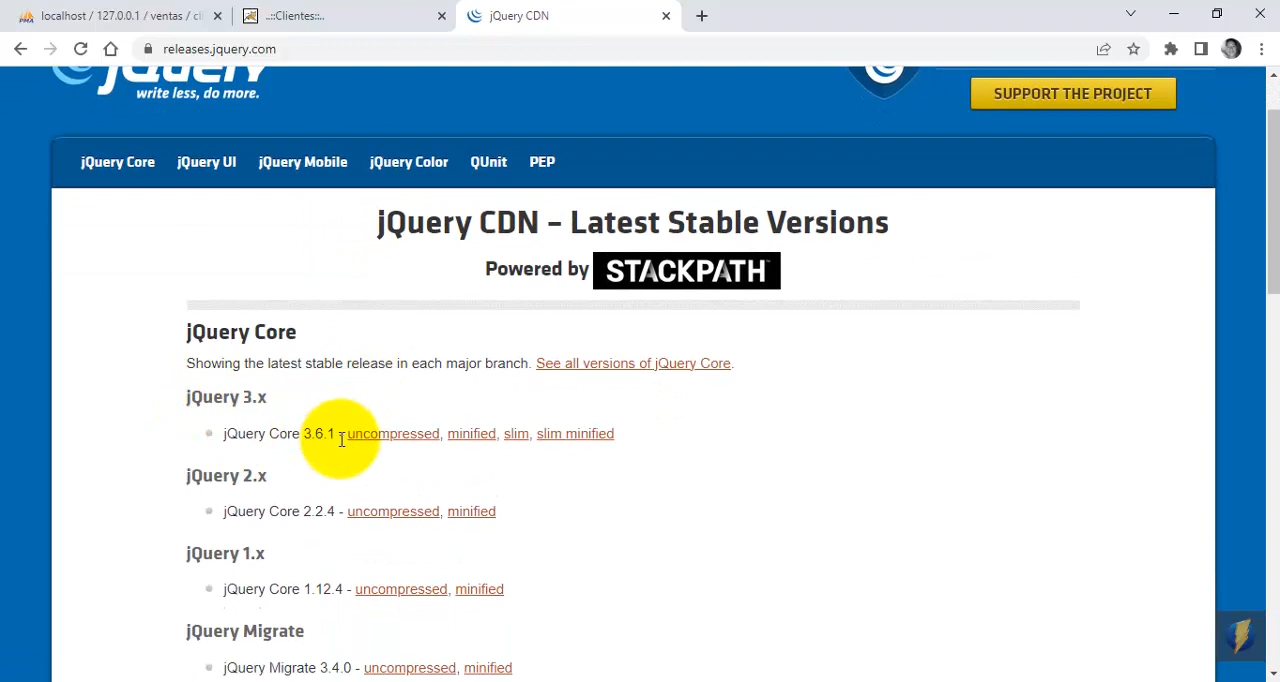 localhost / 127.0.0.1 / ventas / cli
..::Clientes::..
jQuery CDN
releases.jquery.com
jQuery
write less, do more.
SUPPORT THE PROJECT
jQuery Core jQuery UI jQuery Mobile jQuery Color QUnit PEP
jQuery CDN – Latest Stable Versions
Powered by STACKPATH
jQuery Core
Showing the latest stable release in each major branch. See all versions of jQuery Core.
jQuery 3.x
jQuery Core 3.6.1 - uncompressed, minified, slim, slim minified
jQuery 2.x
jQuery Core 2.2.4 - uncompressed, minified
jQuery 1.x
jQuery Core 1.12.4 - uncompressed, minified
jQuery Migrate
jQuery Migrate 3.4.0 - uncompressed, minified